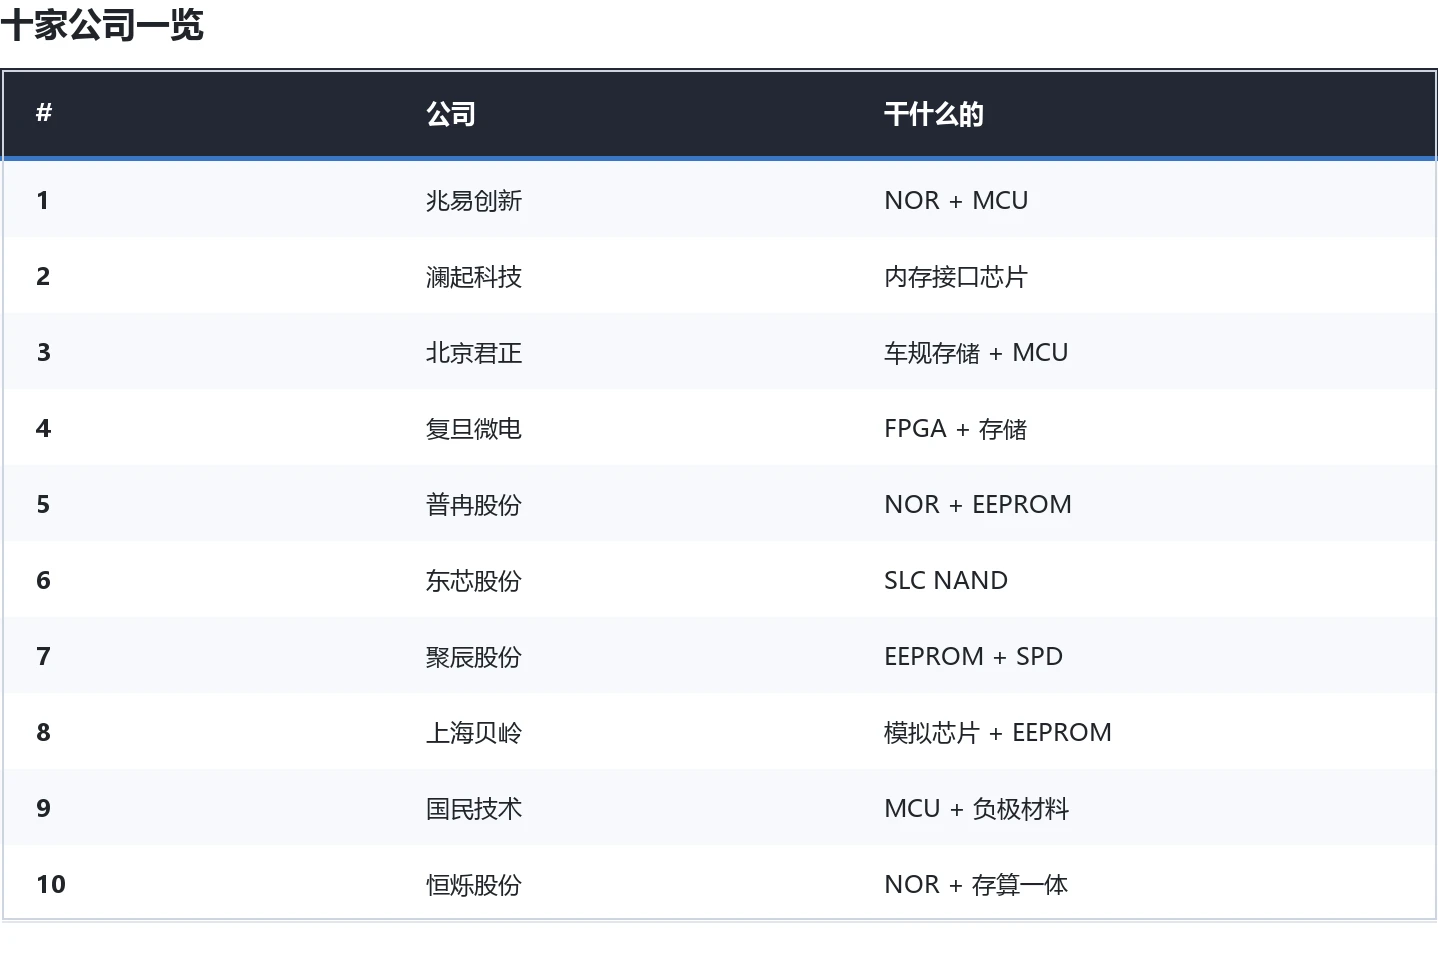 十家公司一览
# 公司 干什么的
1 兆易创新 NOR + MCU
2 澜起科技 内存接口芯片
3 北京君正 车规存储 + MCU
4 复旦微电 FPGA + 存储
5 普冉股份 NOR + EEPROM
6 东芯股份 SLC NAND
7 聚辰股份 EEPROM + SPD
8 上海贝岭 模拟芯片 + EEPROM
9 国民技术 MCU + 负极材料
10 恒烁股份 NOR + 存算一体